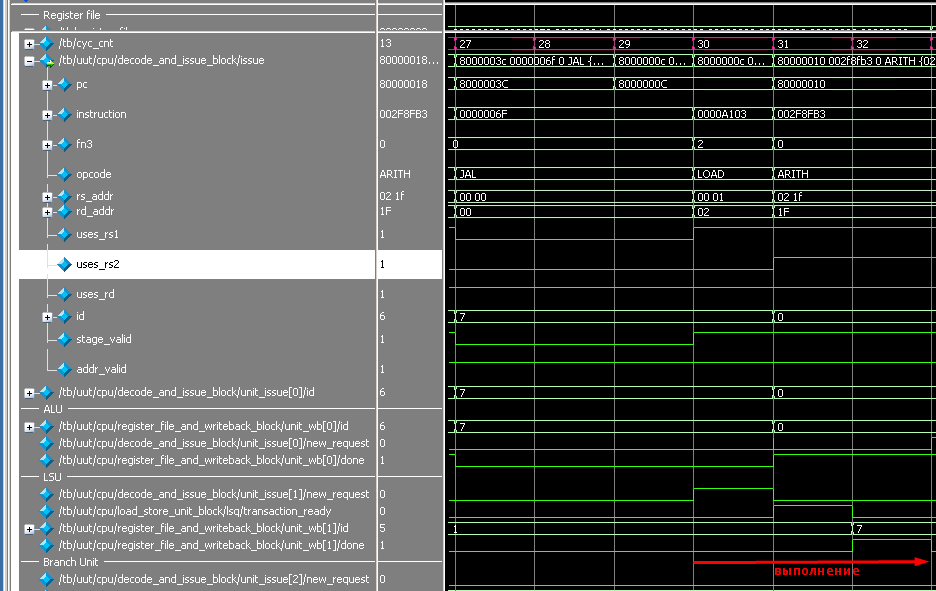 Register file
/tb/cyc_cnt 13 27 28 29 30 31 32
/tb/uut/cpu/decode_and_issue_block/issue 80000018... 8000003c 0000006f 0 JAL {... 8000000c 0... 8000000c 0... 80000010 002f8fb3 0 ARITH {02
pc 80000018 8000003C 8000000C 80000010
instruction 002F8FB3 0000006F 0000A103 002F8FB3
fn3 0 0 2 0
opcode ARITH JAL LOAD ARITH
rs_addr 02 1f 00 00 00 01 02 1f
rd_addr 1F 00 02 1F
uses_rs1 1
uses_rs2 1
uses_rd 1
id 6 7 0
stage_valid 1
addr_valid 1
/tb/uut/cpu/decode_and_issue_block/unit_issue[0]/id 6 7 0
ALU
/tb/uut/cpu/register_file_and_writeback_block/unit_wb[0]/id 6 7 0
/tb/uut/cpu/decode_and_issue_block/unit_issue[0]/new_request 0
/tb/uut/cpu/register_file_and_writeback_block/unit_wb[0]/done 1
LSU
/tb/uut/cpu/decode_and_issue_block/unit_issue[1]/new_request 0
/tb/uut/cpu/load_store_unit_block/lsq/transaction_ready 0
/tb/uut/cpu/register_file_and_writeback_block/unit_wb[1]/id 5 1 7
/tb/uut/cpu/register_file_and_writeback_block/unit_wb[1]/done 1
Branch Unit выполнение
/tb/uut/cpu/decode_and_issue_block/unit_issue[2]/new_request 0